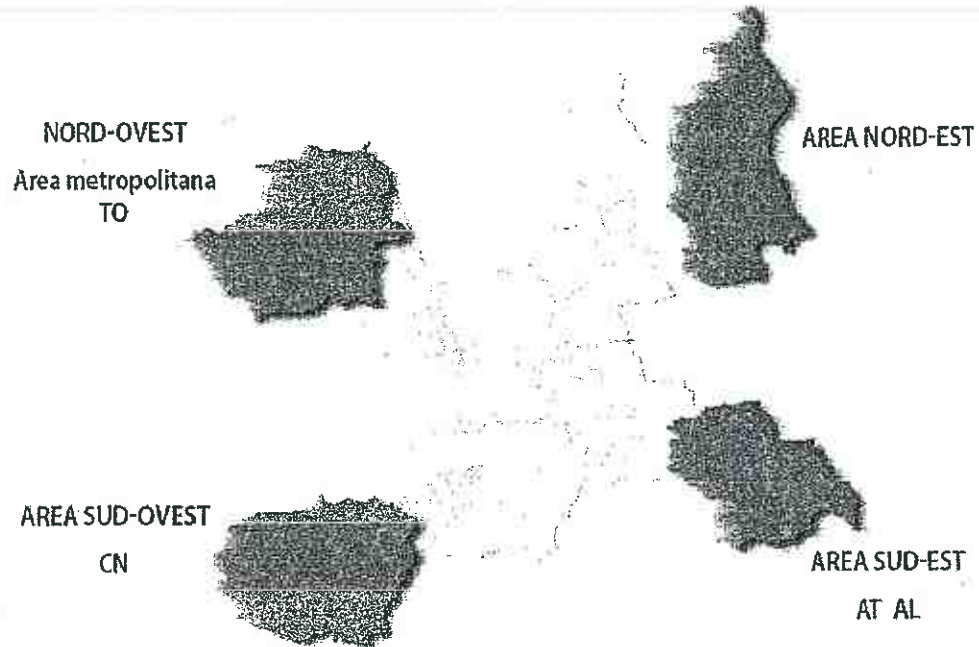 NORD-OVEST
Area metropolitana
TO
AREA NORD-EST
AREA SUD-OVEST
CN
AREA SUD-EST
AT AL